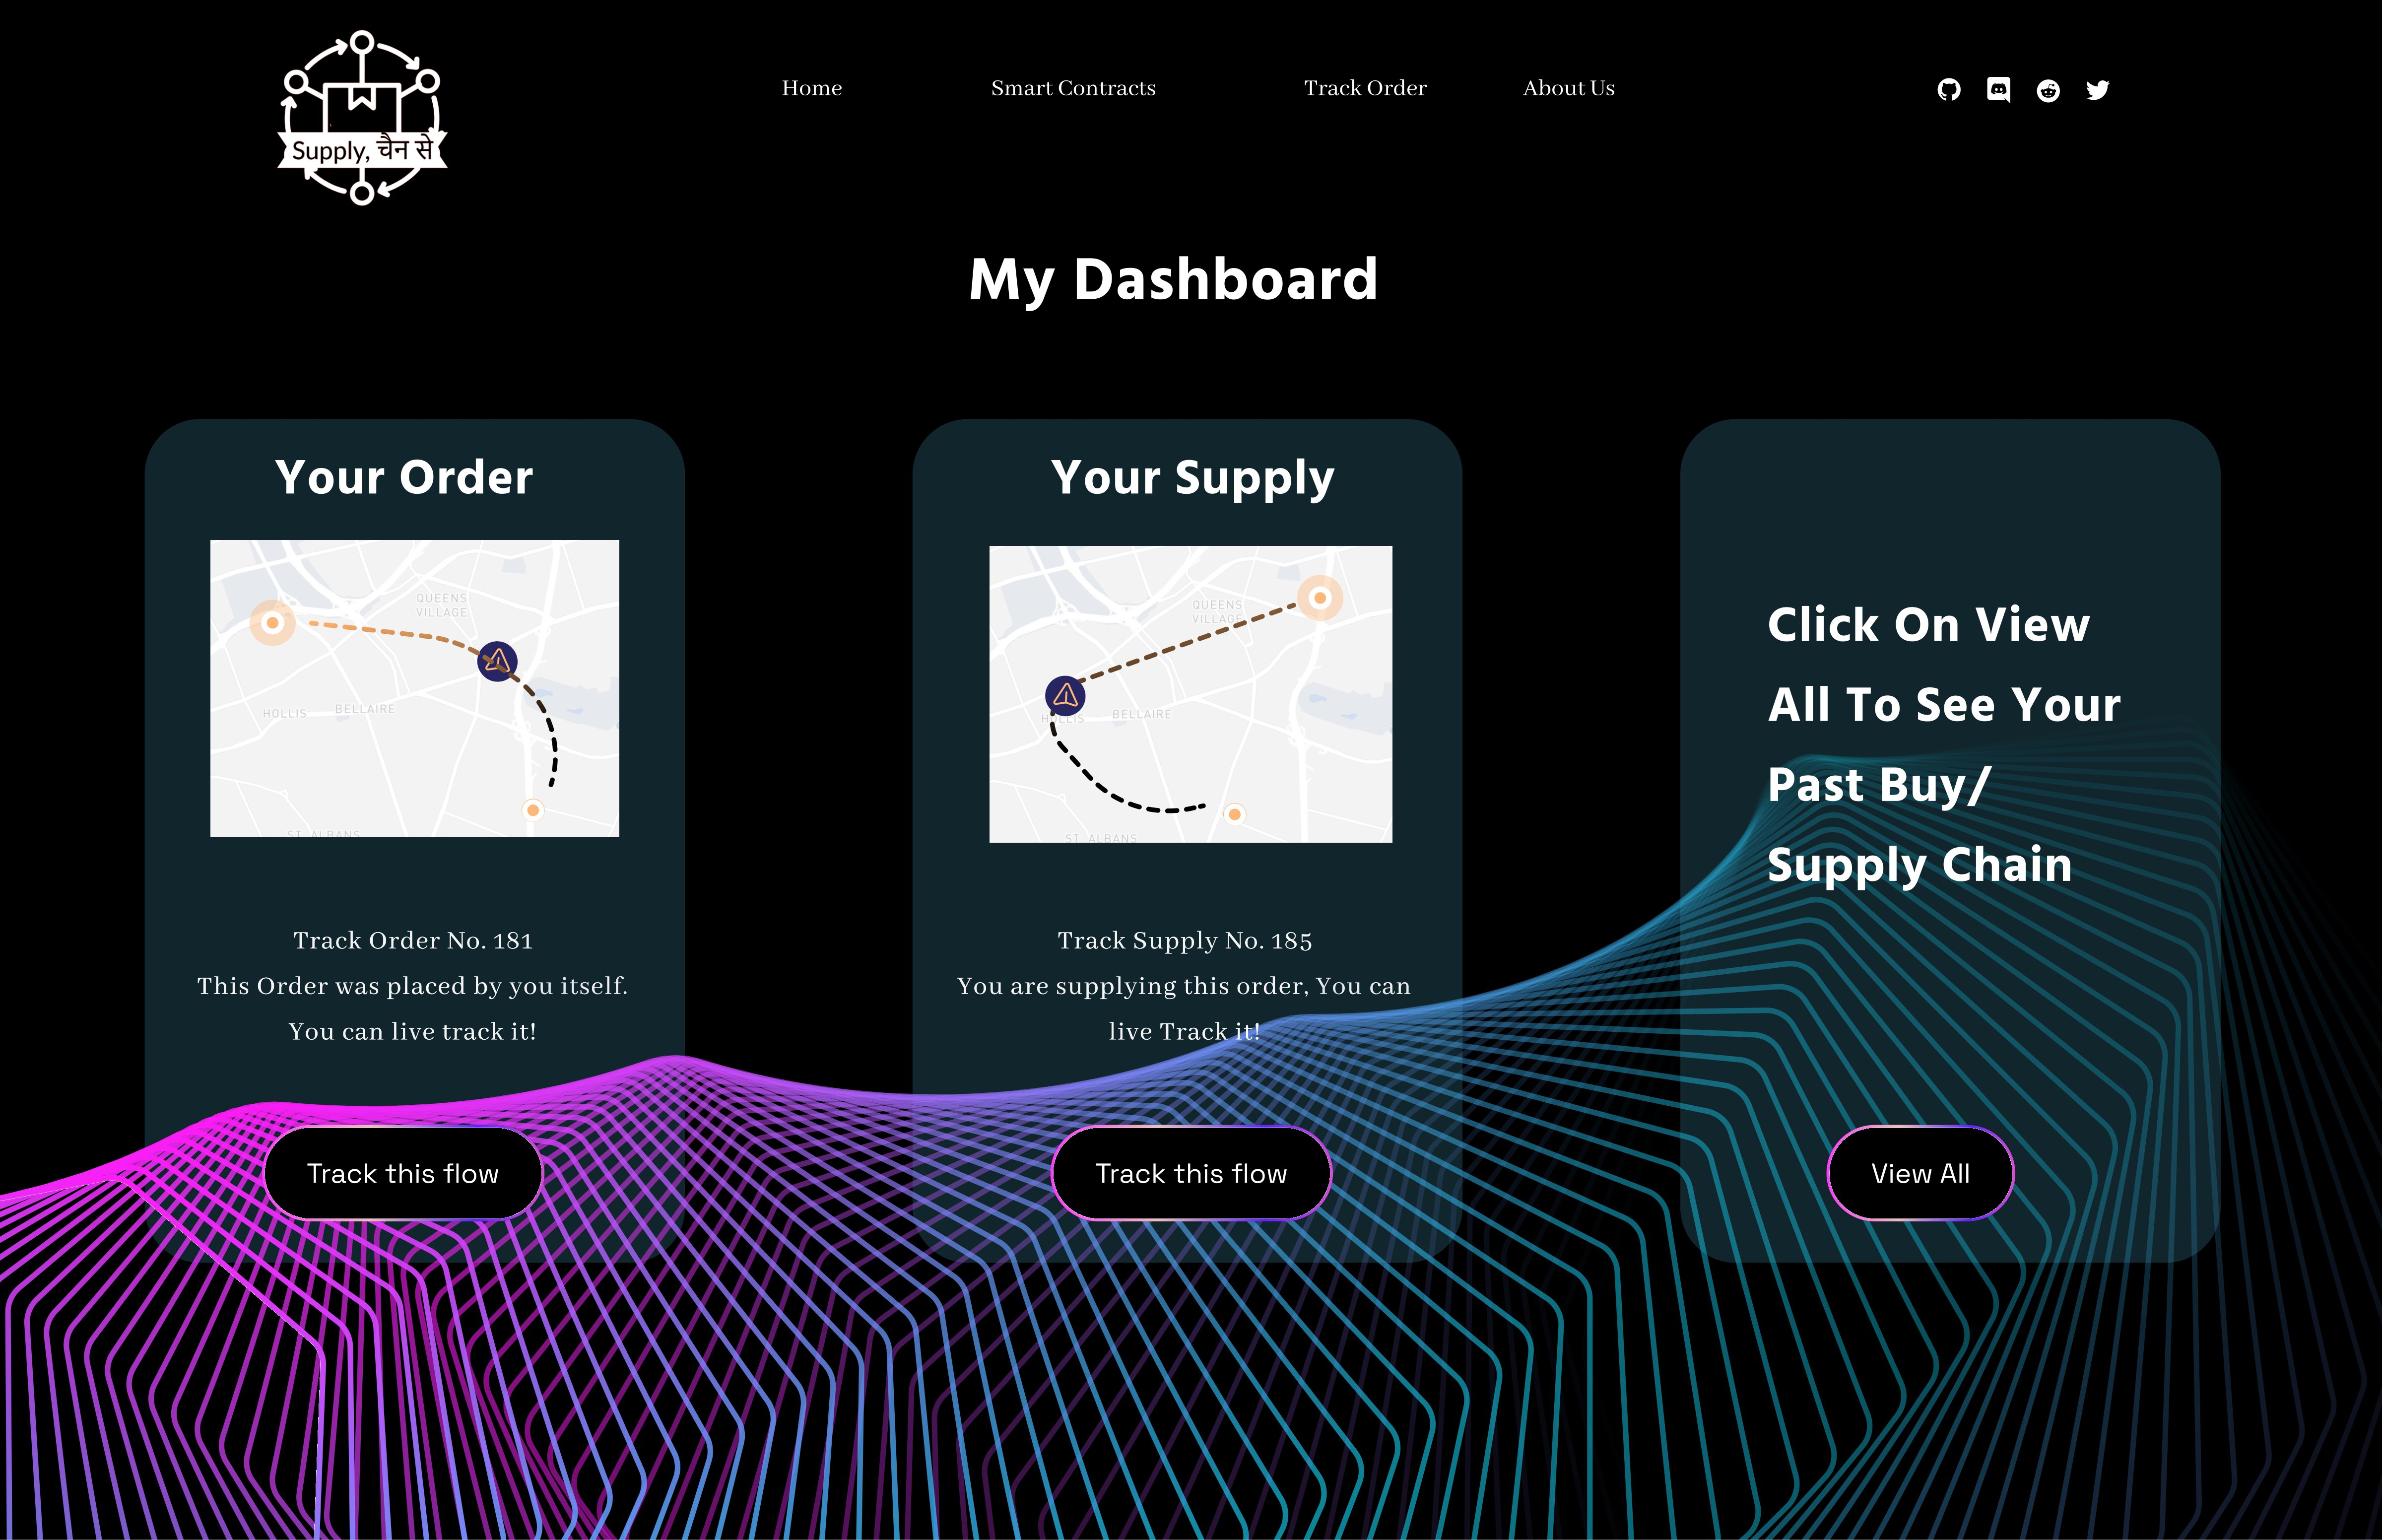 Supply, चैन से
Home
Smart Contracts
Track Order
About Us
My Dashboard
Your Order
QUEENS
VILLAGE
HOLLIS
BELLAIRE
ST. ALBANS
Track Order No. 181
This Order was placed by you itself.
You can live track it!
Track this flow
Your Supply
QUEENS
VILLAGE
HOLLIS
BELLAIRE
ST. ALBANS
Track Supply No. 185
You are supplying this order, You can
live Track it!
Track this flow
Click On View
All To See Your
Past Buy/
Supply Chain
View All